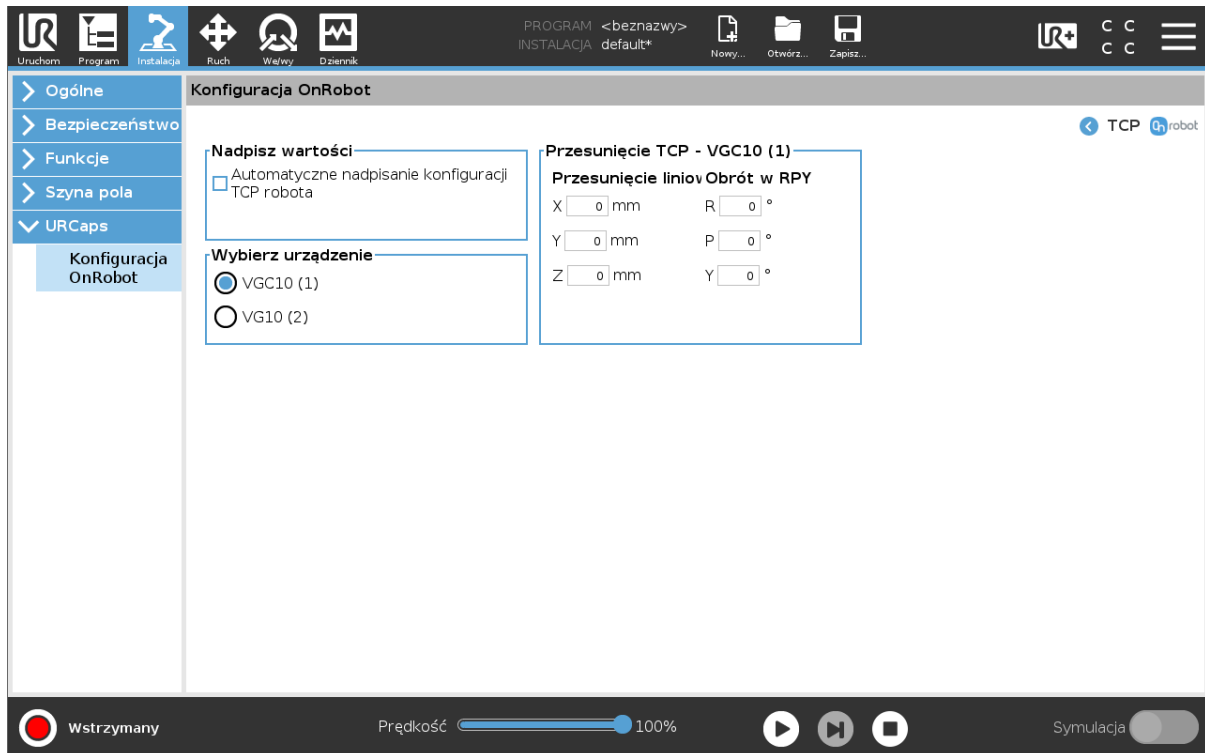 PROGRAM <beznazwy>
INSTALACJA default*
UR
UR+
C C
C C
Uruchom Program Instalacja Ruch We/wy Dziennik Nowy... Otwórz... Zapisz...
Ogólne
Konfiguracja OnRobot
Bezpieczeństwo
TCP On robot
Funkcje
Szyna pola
URCaps
Konfiguracja
OnRobot
Nadpisz wartości
Automatyczne nadpisanie konfiguracji
TCP robota
Wybierz urządzenie
VGC10 (1)
VG10 (2)
Przesunięcie TCP - VGC10 (1)
Przesunięcie liniov Obrót w RPY
X 0 mm R 0 °
Y 0 mm P 0 °
Z 0 mm Y 0 °
Wstrzymany
Prędkość 100%
Symulacja